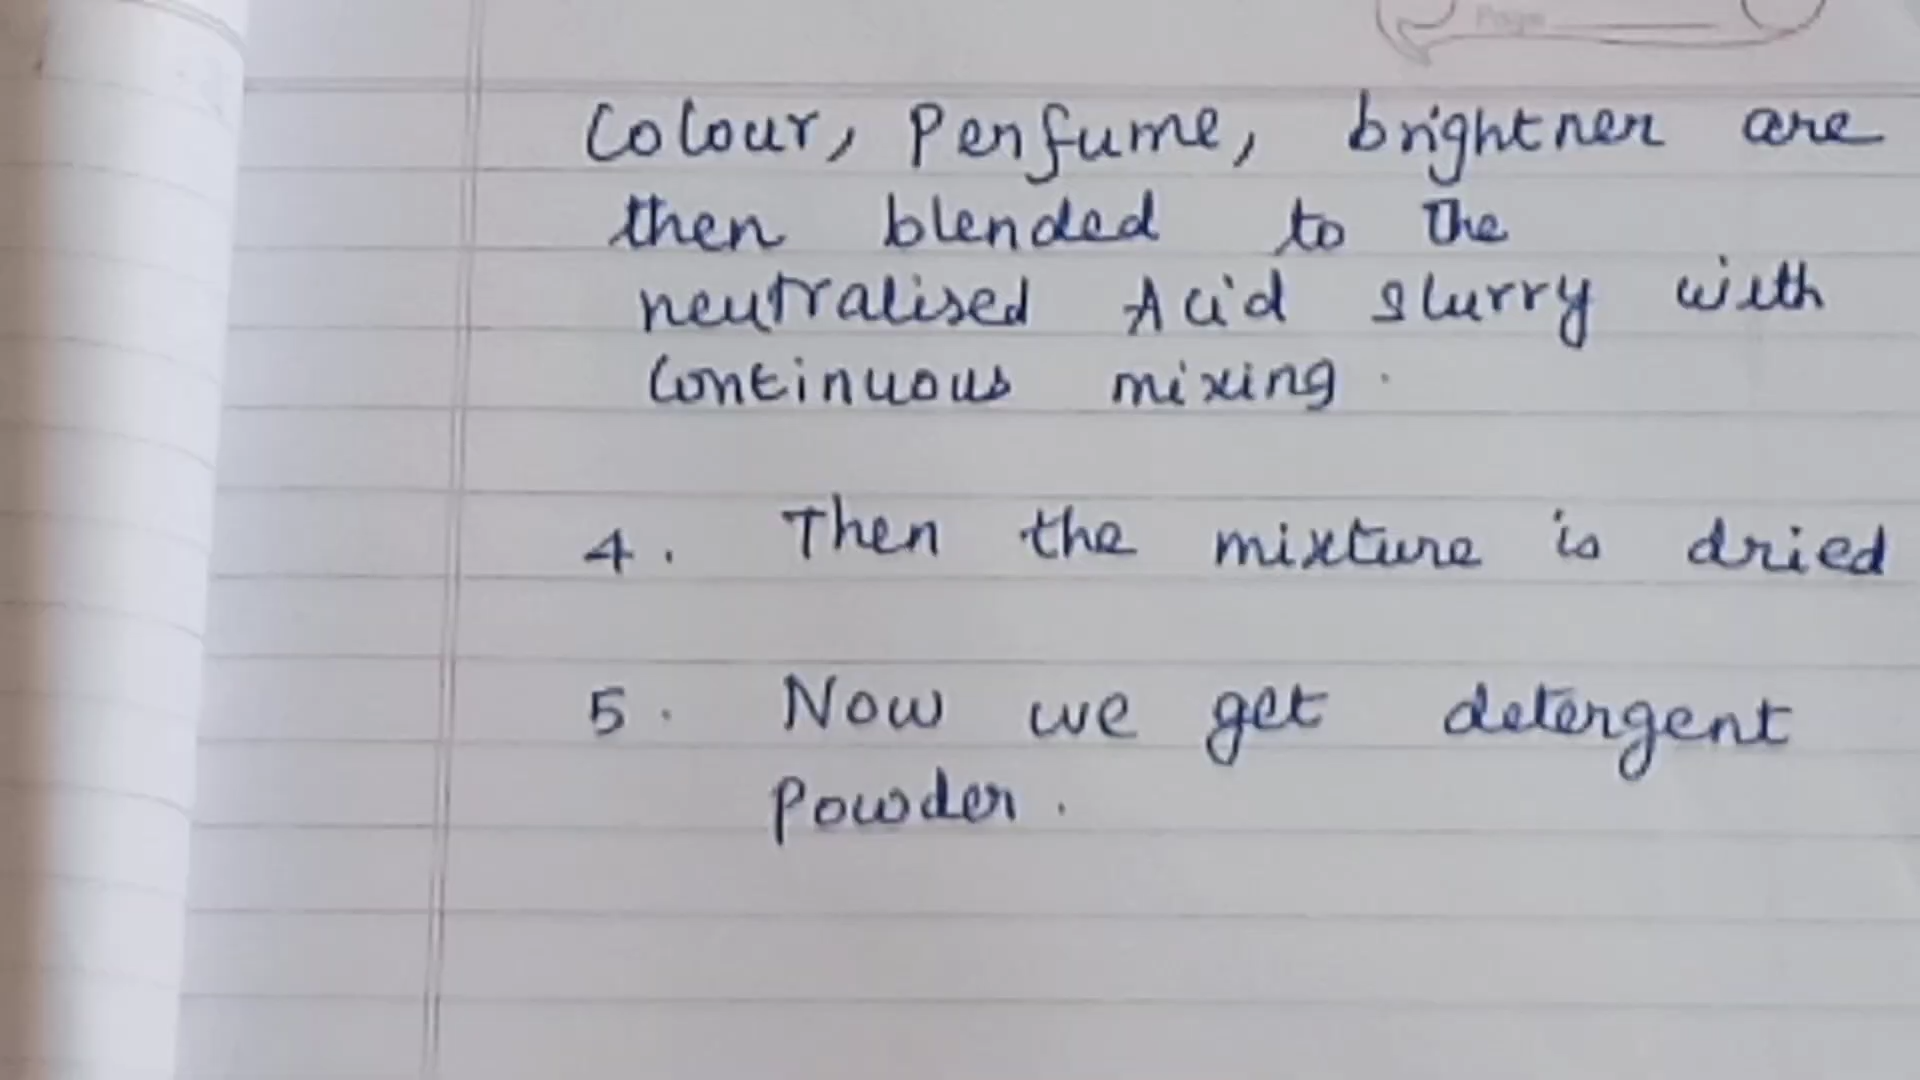 Page
Colour, Perfume, brightner are
then blended to the
neutralised Acid slurry with
continuous mixing.
4. Then the mixture is dried
5. Now we get detergent
powder.